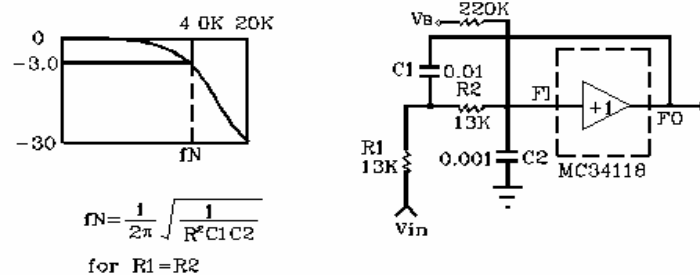 4.0K 20K
0
-3.0
-30
fN
fN=1/2π √1/R²C1C2
for R1=R2
VB
220K
C1 0.01
R2
13K
FI
+1
FO
R1
13K
0.001 C2
MC34118
Vin